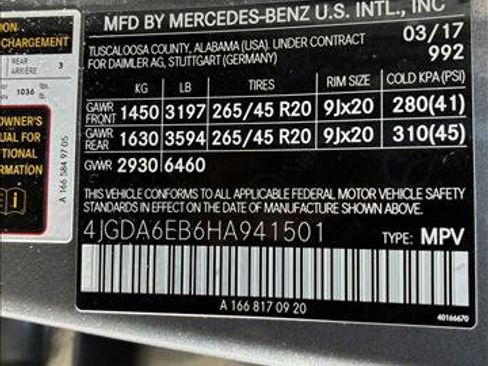 MFD BY MERCEDES-BENZ U.S. INTL., INC
TUSCALOOSA COUNTY, ALABAMA (USA). UNDER CONTRACT 03/17
FOR DAIMLER AG, STUTTGART (GERMANY) 992
KG LB TIRES RIM SIZE COLD KPA (PSI)
GAWR FRONT 1450 3197 265/45 R20 9Jx20 280(41)
GAWR REAR 1630 3594 265/45 R20 9Jx20 310(45)
GVWR 2930 6460
THIS VEHICLE CONFORMS TO ALL APPLICABLE FEDERAL MOTOR VEHICLE SAFETY
STANDARDS IN EFFECT ON THE DATE OF MANUFACTURE SHOWN ABOVE.
4JGDA6EB6HA941501 TYPE: MPV
A 166 817 09 20
40166670
CHARGEMENT
REAR 3
ARRIÈRE
1036 lbs.
OWNER'S
FOR
TIONAL
A 166 584 97 05